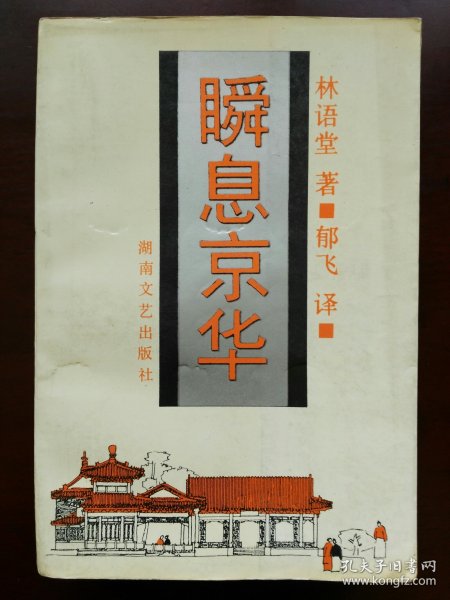 林语堂 著■郁飞 译■
瞬息京华
湖南文艺出版社
孔夫子旧书网
www.kongfz.com